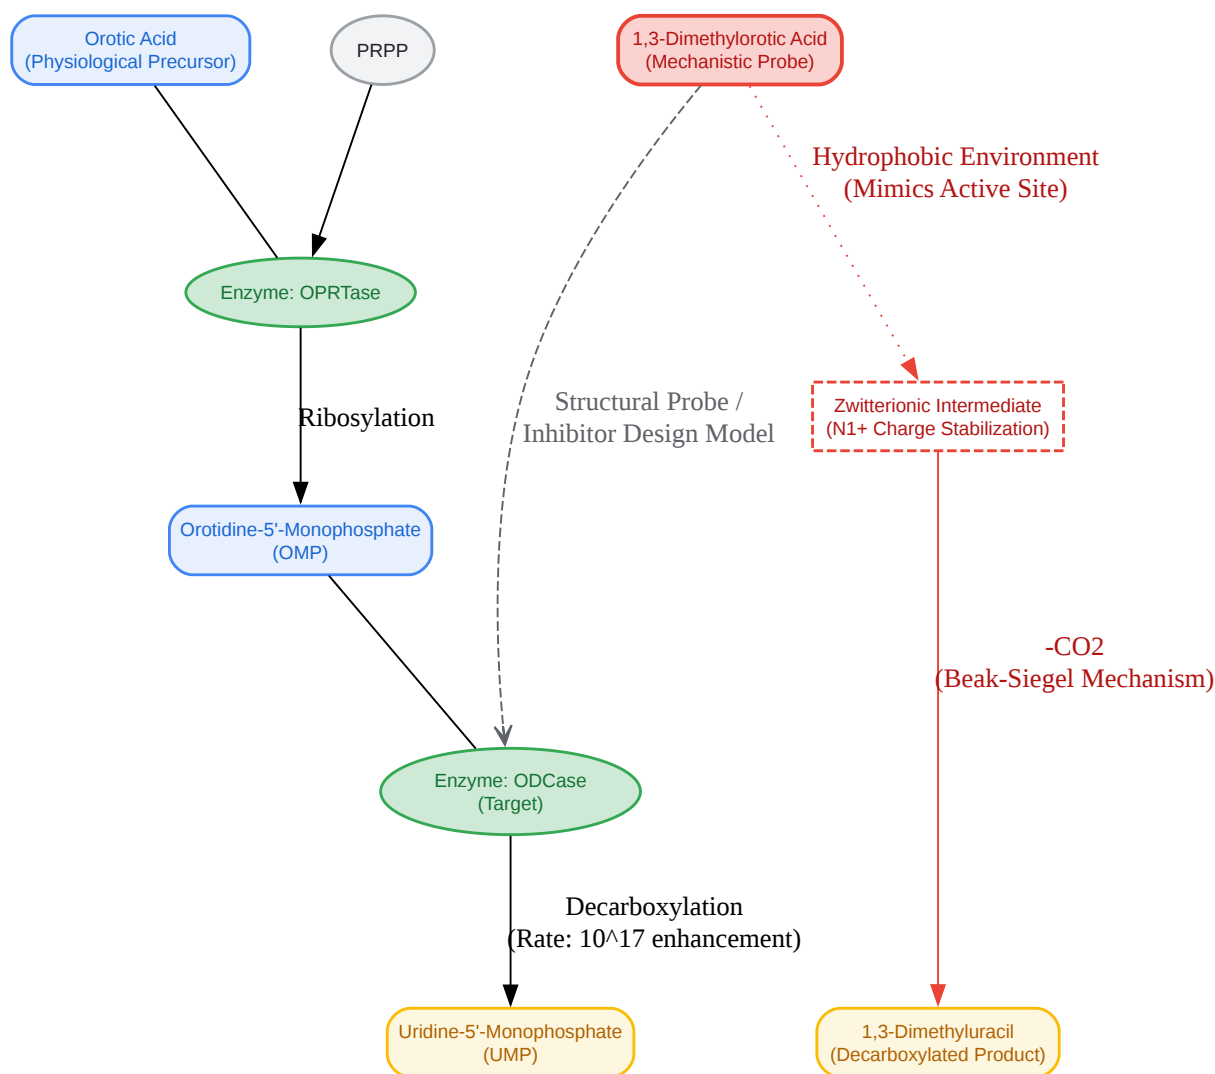 Orotic Acid
(Physiological Precursor)
PRPP
1,3-Dimethylorotic Acid
(Mechanistic Probe)
Hydrophobic Environment
(Mimics Active Site)
Enzyme: OPRTase
Ribosylation
Structural Probe /
Inhibitor Design Model
Zwitterionic Intermediate
(N1+ Charge Stabilization)
Orotidine-5'-Monophosphate
(OMP)
-CO2
(Beak-Siegel Mechanism)
Enzyme: ODCase
(Target)
Decarboxylation
(Rate: 10^17 enhancement)
Uridine-5'-Monophosphate
(UMP)
1,3-Dimethyluracil
(Decarboxylated Product)